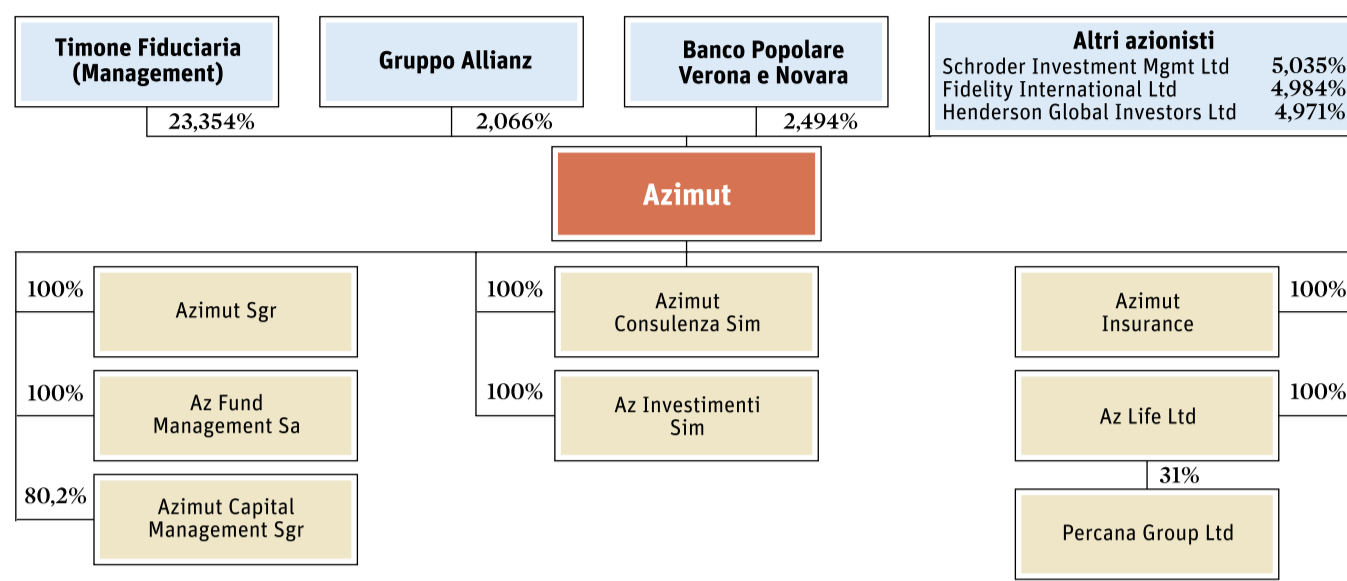 Timone Fiduciaria
(Management)
Gruppo Allianz
Banco Popolare
Verona e Novara
Altri azionisti
Schroder Investment Mgmt Ltd 5,035%
Fidelity International Ltd 4,984%
Henderson Global Investors Ltd 4,971%
23,354%
2,066%
2,494%
Azimut
100%
Azimut Sgr
100%
Azimut
Consulenza Sim
Azimut
Insurance
100%
100%
Az Fund
Management Sa
100%
Az Investimenti
Sim
Az Life Ltd
100%
80,2%
Azimut Capital
Management Sgr
31%
Percana Group Ltd